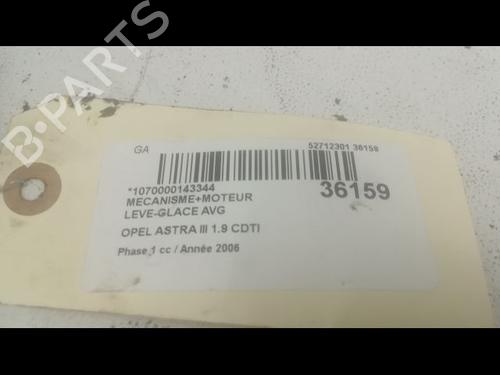 B-PARTS
GA
52712301 36159
*1070000143344
36159
MECANISME+MOTEUR
LEVE-GLACE AVG
OPEL ASTRA III 1.9 CDTI
Phase 1 cc / Année 2006